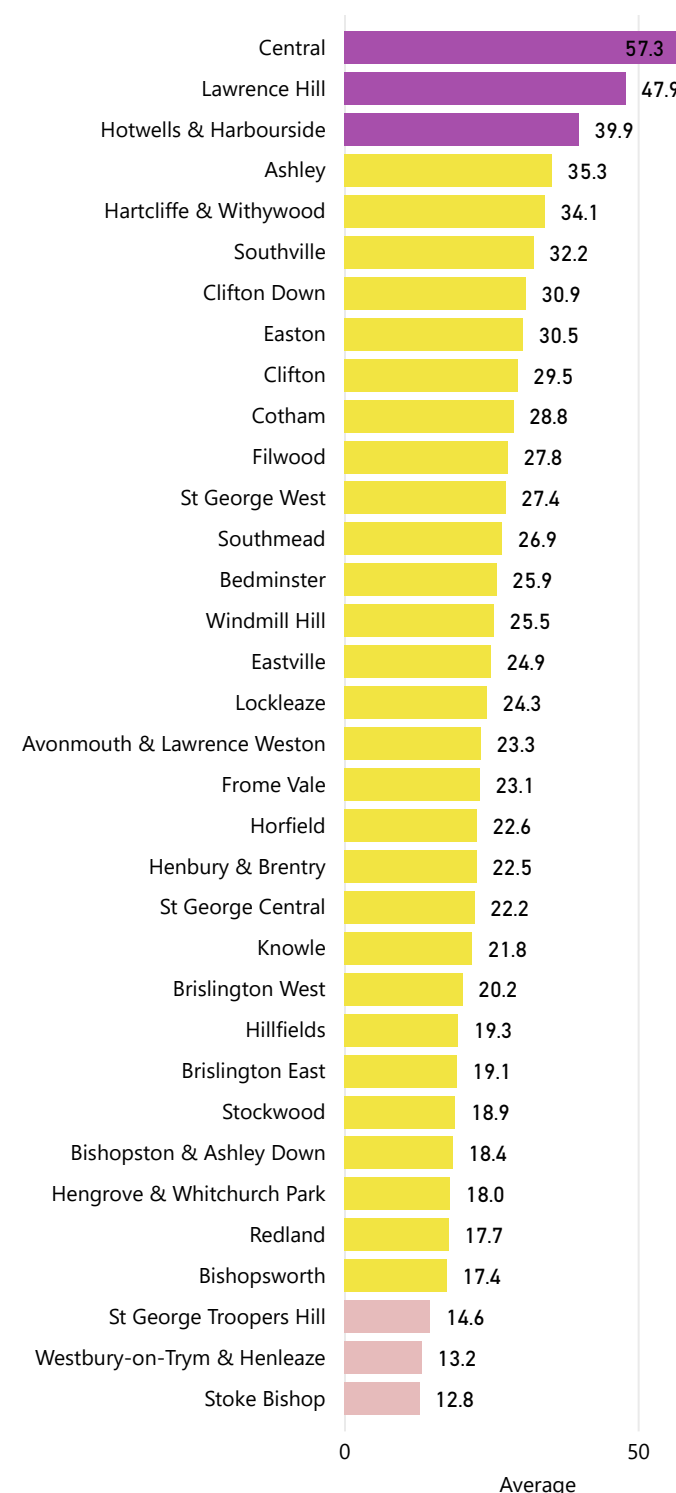 Central 57.3
Lawrence Hill 47.9
Hotwells & Harbourside 39.9
Ashley 35.3
Hartcliffe & Withywood 34.1
Southville 32.2
Clifton Down 30.9
Easton 30.5
Clifton 29.5
Cotham 28.8
Filwood 27.8
St George West 27.4
Southmead 26.9
Bedminster 25.9
Windmill Hill 25.5
Eastville 24.9
Lockleaze 24.3
Avonmouth & Lawrence Weston 23.3
Frome Vale 23.1
Horfield 22.6
Henbury & Brentry 22.5
St George Central 22.2
Knowle 21.8
Brislington West 20.2
Hillfields 19.3
Brislington East 19.1
Stockwood 18.9
Bishopston & Ashley Down 18.4
Hengrove & Whitchurch Park 18.0
Redland 17.7
Bishopsworth 17.4
St George Troopers Hill 14.6
Westbury-on-Trym & Henleaze 13.2
Stoke Bishop 12.8
0 50
Average